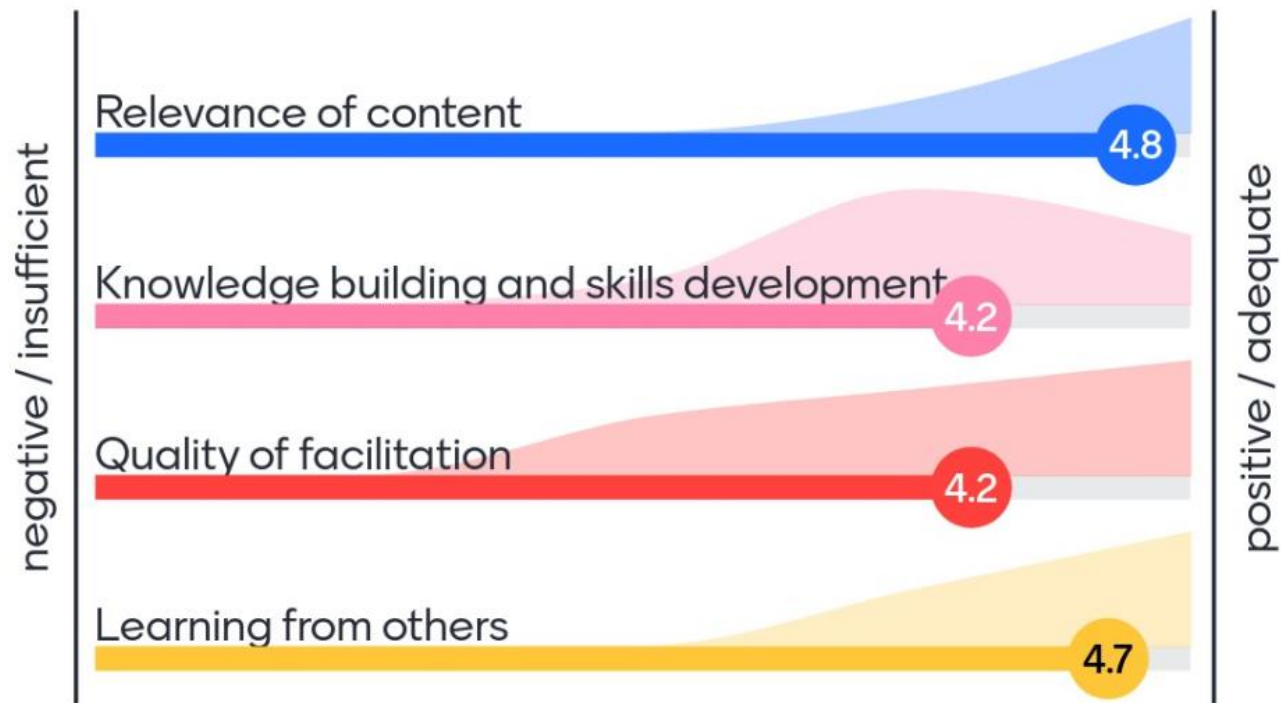 negative / insufficient
Relevance of content
4.8
Knowledge building and skills development
4.2
Quality of facilitation
4.2
Learning from others
4.7
positive / adequate